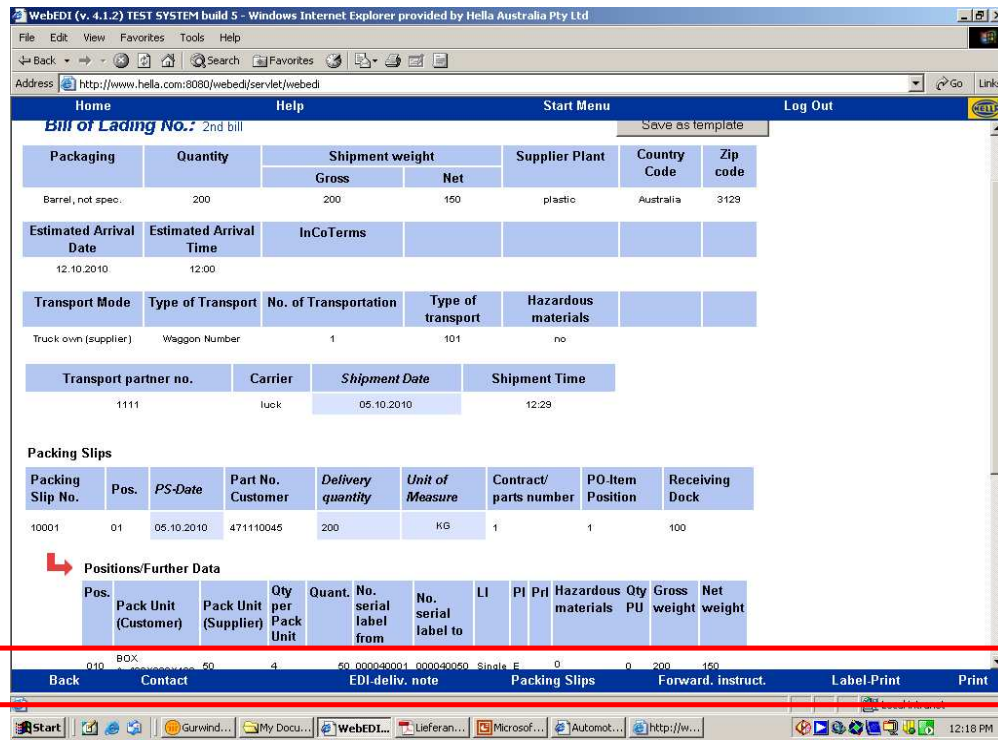 WebEDI (v. 4.1.2) TEST SYSTEM build 5 - Windows Internet Explorer provided by Hella Australia Pty Ltd
File Edit View Favorites Tools Help
Back Search Favorites
Address http://www.hella.com:8080/webedi/servlet/webedi Go Links
Home Help Start Menu Log Out HELLA
Bill of Lading No.: 2nd bill Save as template
Packaging Quantity Shipment weight Supplier Plant Country Code Zip code
Gross Net
Barrel, not spec. 200 200 150 plastic Australia 3129
Estimated Arrival Date Estimated Arrival Time InCoTerms
12.10.2010 12:00
Transport Mode Type of Transport No. of Transportation Type of transport Hazardous materials
Truck own (supplier) Waggon Number 1 101 no
Transport partner no. Carrier Shipment Date Shipment Time
1111 luck 05.10.2010 12:29
Packing Slips
Packing Slip No. Pos. PS-Date Part No. Customer Delivery quantity Unit of Measure Contract/ parts number PO-Item Position Receiving Dock
10001 01 05.10.2010 471110045 200 KG 1 1 100
Positions/Further Data
Pos. Pack Unit (Customer) Pack Unit (Supplier) Qty per Pack Unit Quant. No. serial label from No. serial label to LI PI Prl Hazardous materials Qty PU Gross weight Net weight
010 BOX 50 4 50 000040001 000040050 Single E 0 0 200 150
Back Contact EDI-deliv. note Packing Slips Forward. instruct. Label-Print Print
Start Gurwind... My Docu... WebEDI... Lieferan... Microsof... Automot... http://w... 12:18 PM